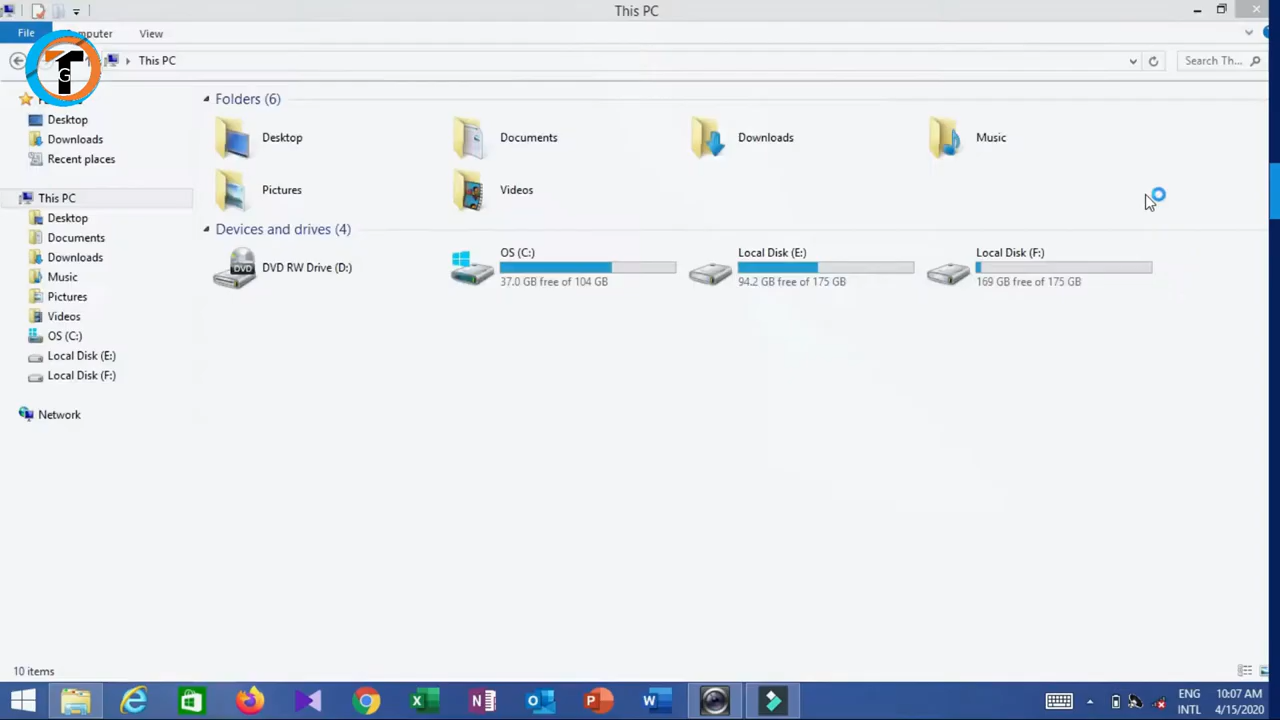 This PC
File
Computer
View
This PC
Search Th...
Desktop
Downloads
Recent places
This PC
Desktop
Documents
Downloads
Music
Pictures
Videos
OS (C:)
Local Disk (E:)
Local Disk (F:)
Network
Folders (6)
Desktop
Documents
Downloads
Music
Pictures
Videos
Devices and drives (4)
DVD RW Drive (D:)
DVD
OS (C:)
37.0 GB free of 104 GB
Local Disk (E:)
94.2 GB free of 175 GB
Local Disk (F:)
169 GB free of 175 GB
10 items
ENG
INTL
10:07 AM
4/15/2020
T
G